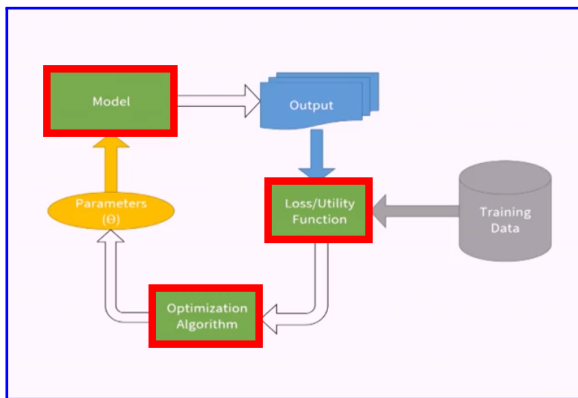 Model
Output
Parameters
(Θ)
Loss/Utility
Function
Training
Data
Optimization
Algorithm